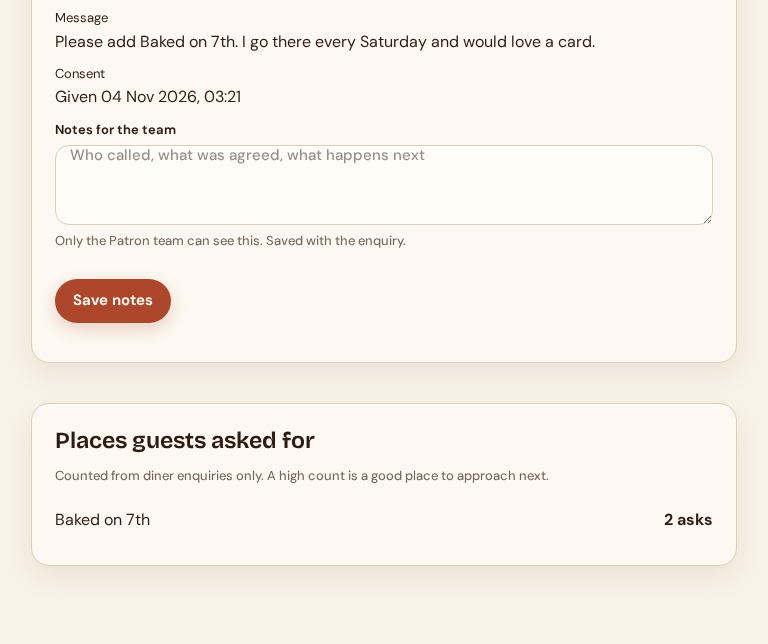 Message
Please add Baked on 7th. I go there every Saturday and would love a card.
Consent
Given 04 Nov 2026, 03:21
Notes for the team
Who called, what was agreed, what happens next
Only the Patron team can see this. Saved with the enquiry.
Save notes
Places guests asked for
Counted from diner enquiries only. A high count is a good place to approach next.
Baked on 7th 2 asks